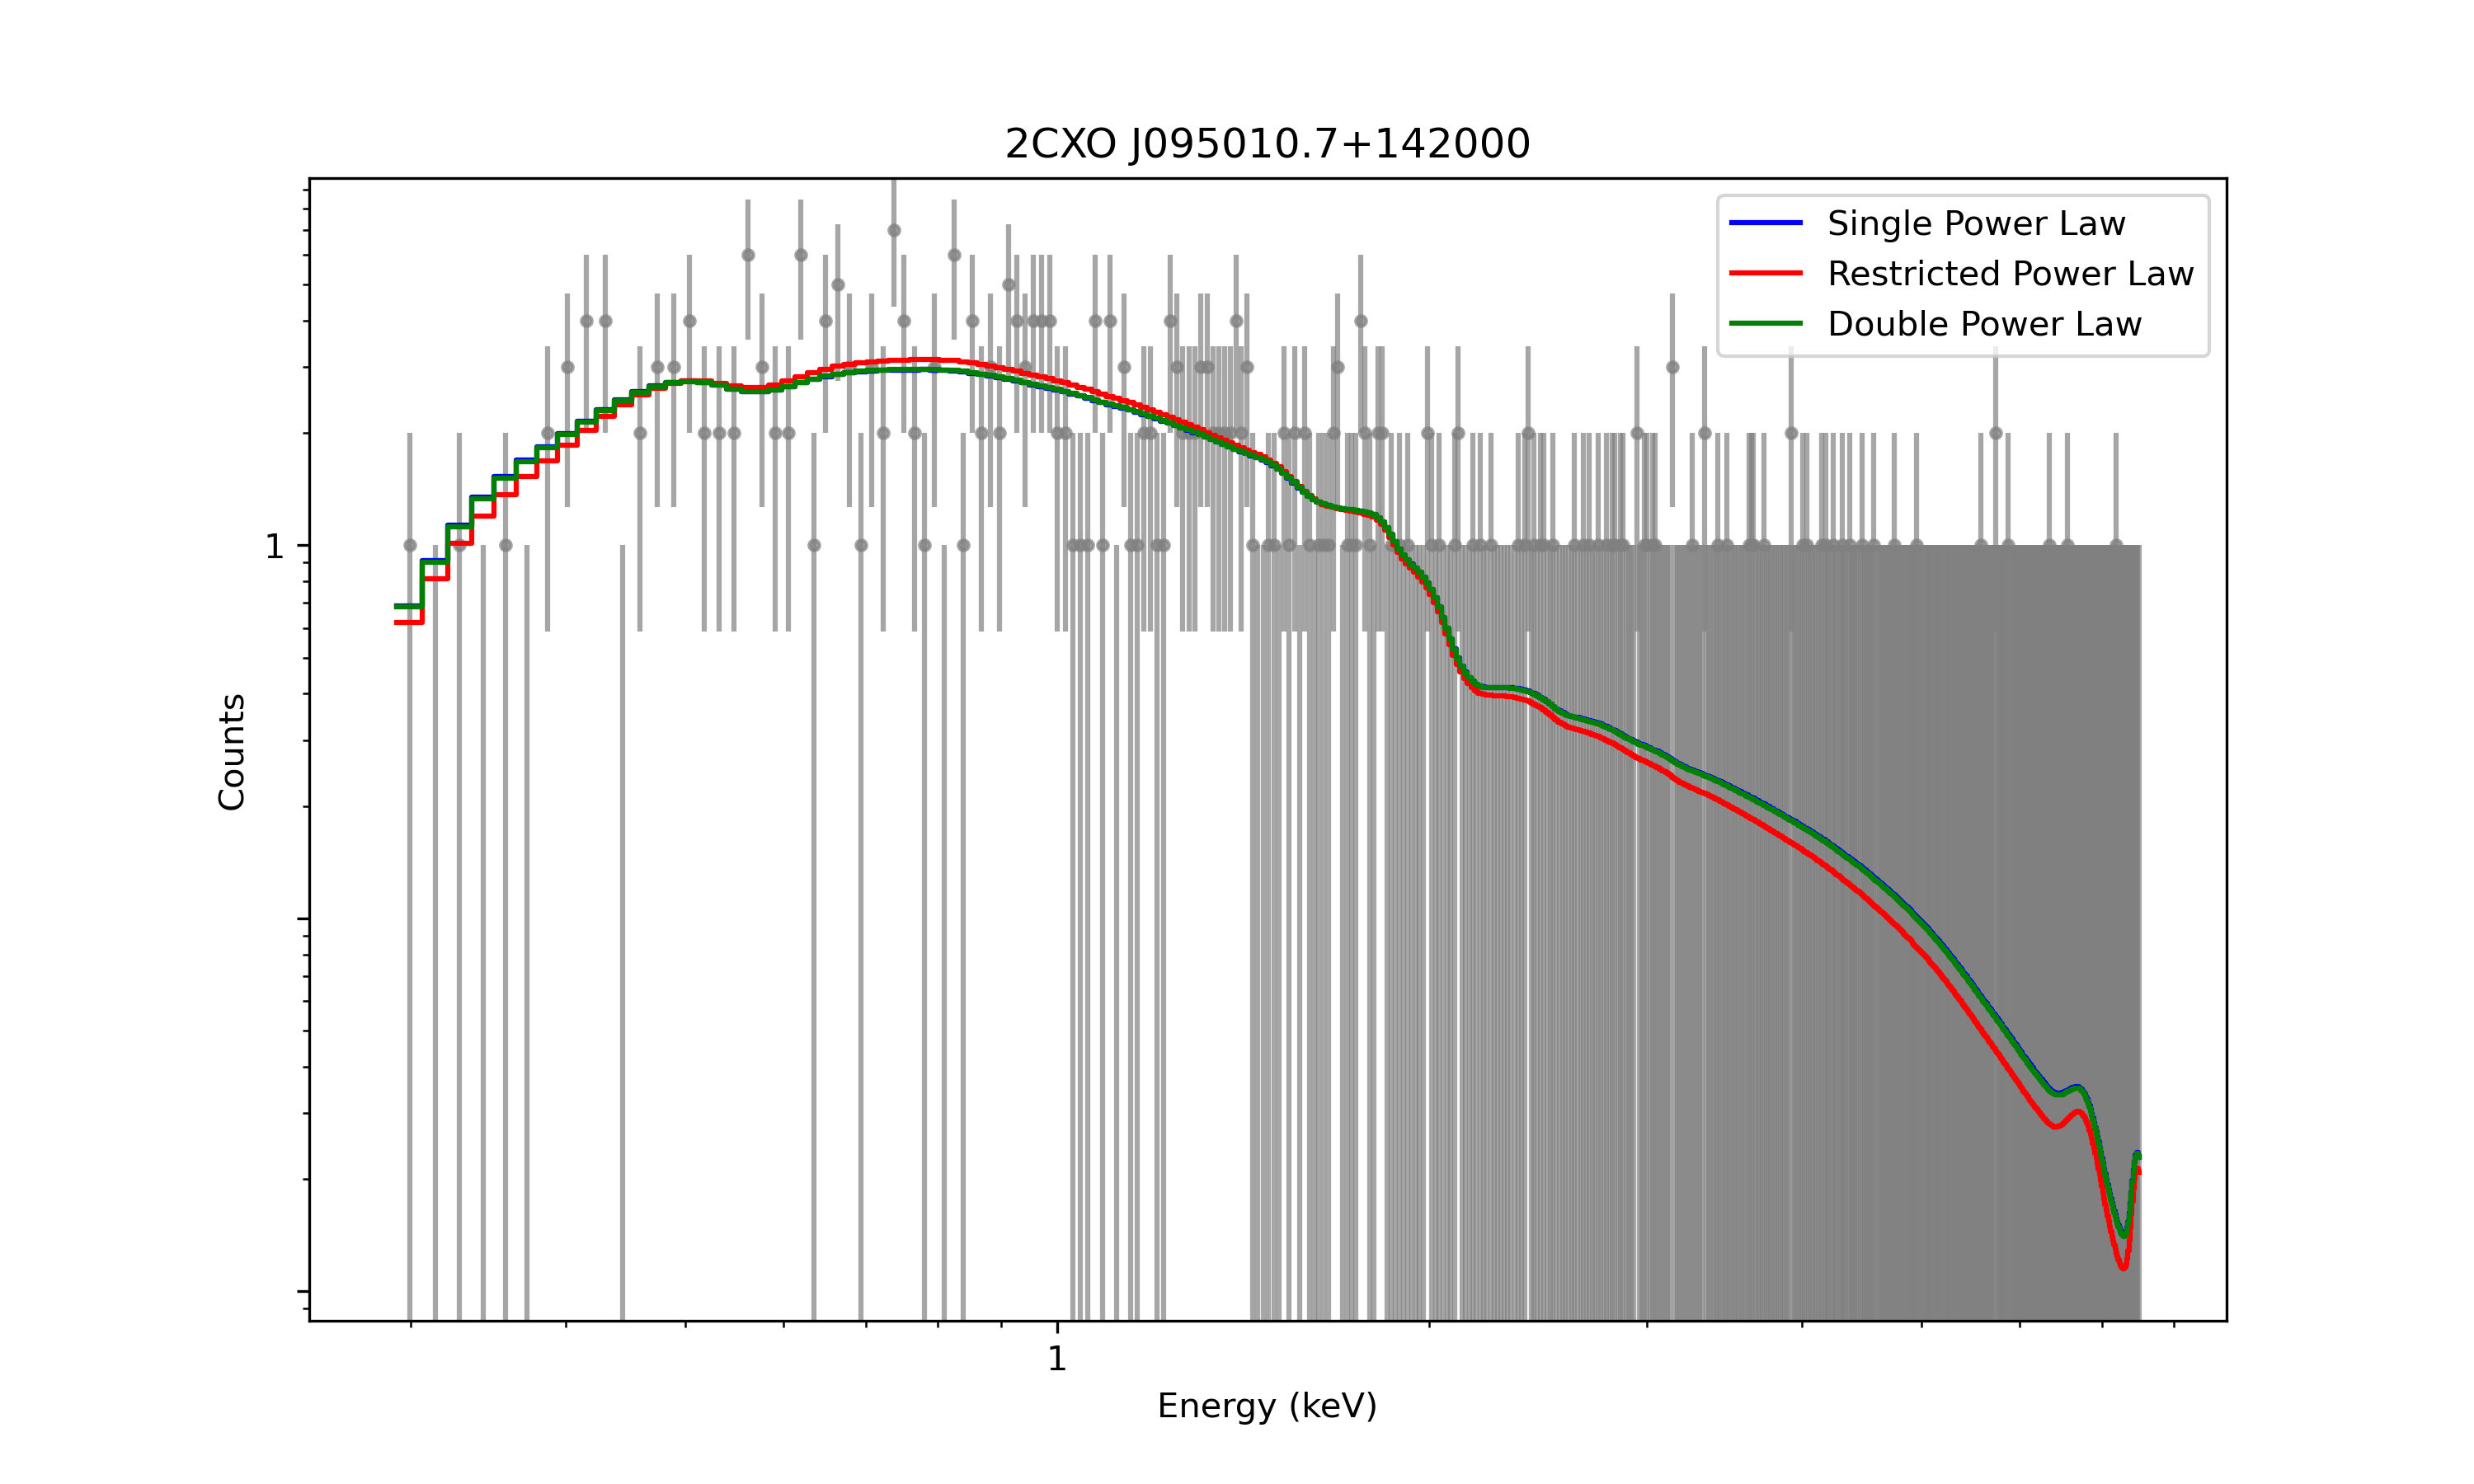 2CXO J095010.7+142000
Single Power Law
Restricted Power Law
Double Power Law
1
Counts
1
Energy (keV)